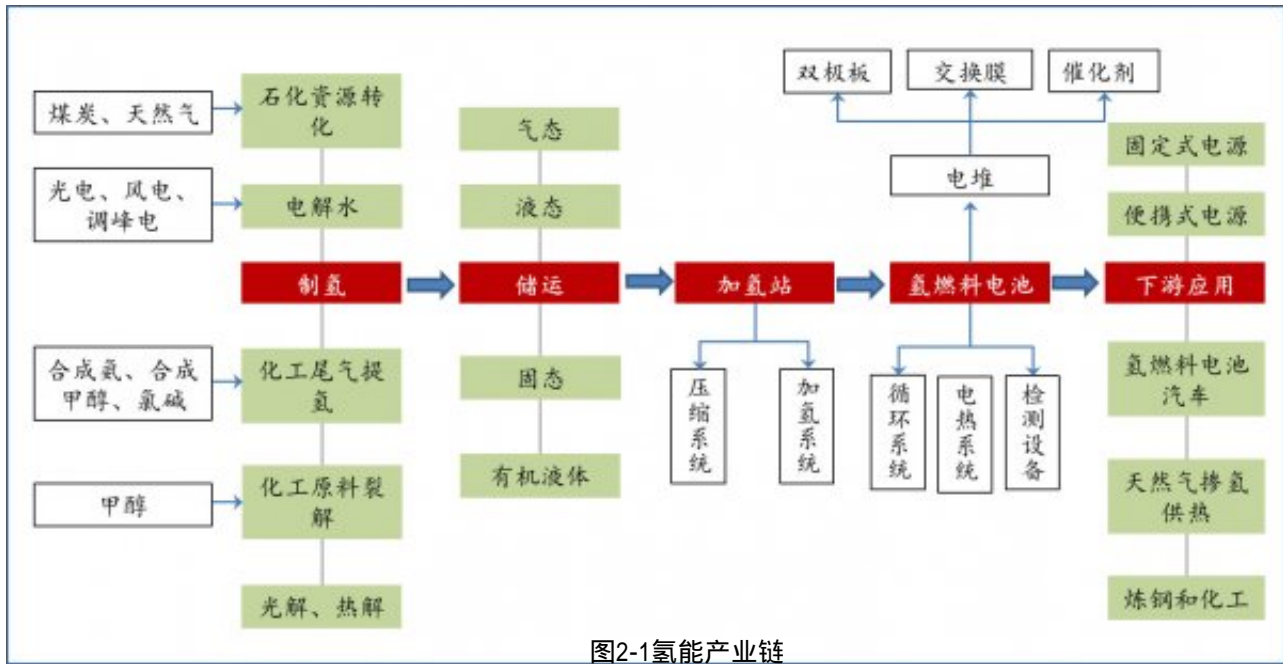 双极板
交换膜
催化剂
煤炭、天然气
石化资源转
化
气态
固定式电源
光电、风电、
调峰电
电解水
液态
电堆
便携式电源
制氢
储运
加氢站
氢燃料电池
下游应用
合成氨、合成
甲醇、氯碱
化工尾气提
氢
固态
压缩系统
加氢系统
循环系统
电热系统
检测设备
氢燃料电池
汽车
甲醇
化工原料裂
解
有机液体
天然气掺氢
供热
光解、热解
炼钢和化工
图2-1氢能产业链